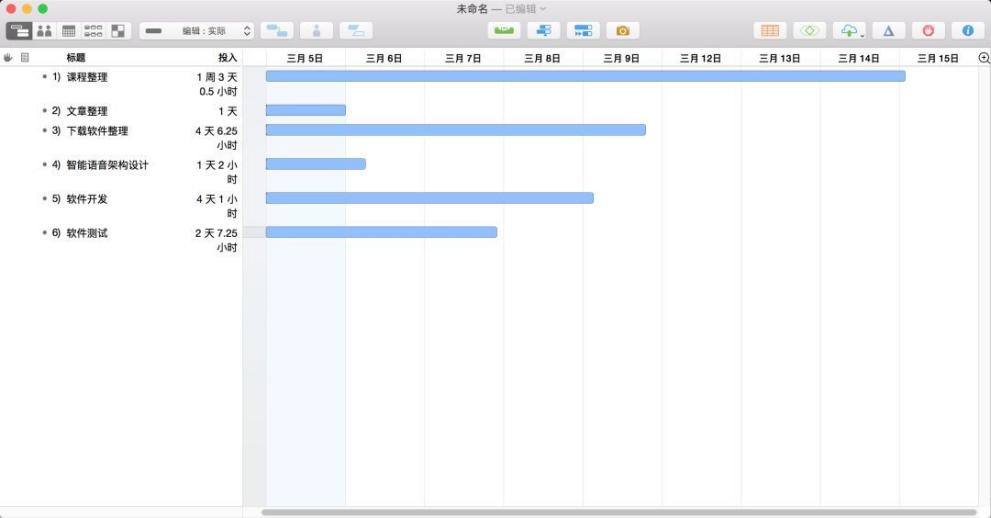 未命名 — 已编辑
编辑：实际
标题 投入 三月 5日 三月 6日 三月 7日 三月 8日 三月 9日 三月 12日 三月 13日 三月 14日 三月 15日
1) 课程整理 1 周 3 天
0.5 小时
2) 文章整理 1 天
3) 下载软件整理 4 天 6.25
小时
4) 智能语音架构设计 1 天 2 小
时
5) 软件开发 4 天 1 小
时
6) 软件测试 2 天 7.25
小时